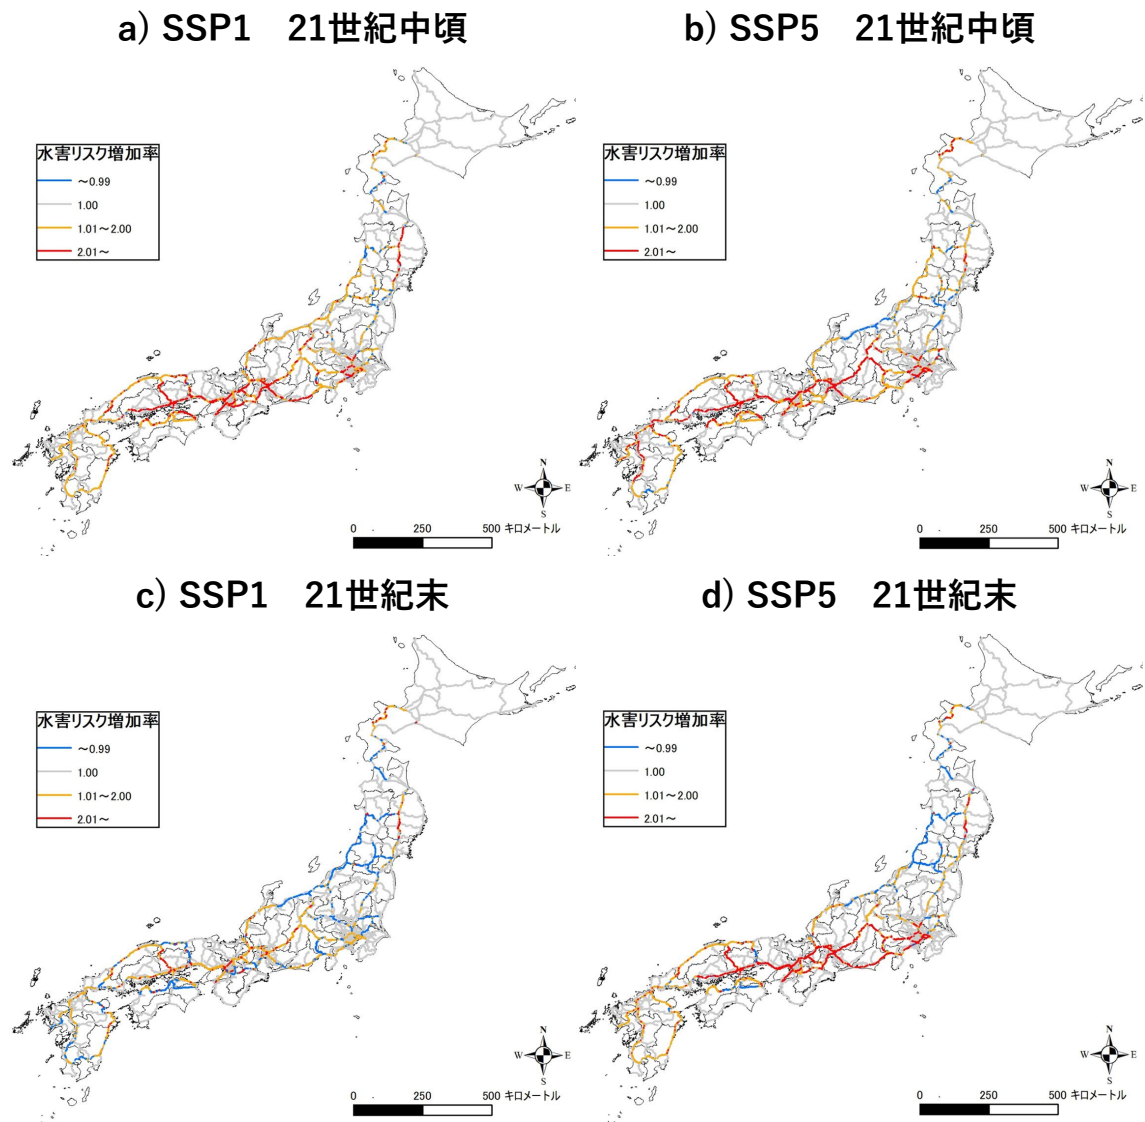 a) SSP1　21世紀中頃
水害リスク増加率
～0.99
1.00
1.01～2.00
2.01～
N
W
E
S
0
250
500
キロメートル
b) SSP5　21世紀中頃
水害リスク増加率
～0.99
1.00
1.01～2.00
2.01～
N
W
E
S
0
250
500
キロメートル
c) SSP1　21世紀末
水害リスク増加率
～0.99
1.00
1.01～2.00
2.01～
N
W
E
S
0
250
500
キロメートル
d) SSP5　21世紀末
水害リスク増加率
～0.99
1.00
1.01～2.00
2.01～
N
W
E
S
0
250
500
キロメートル